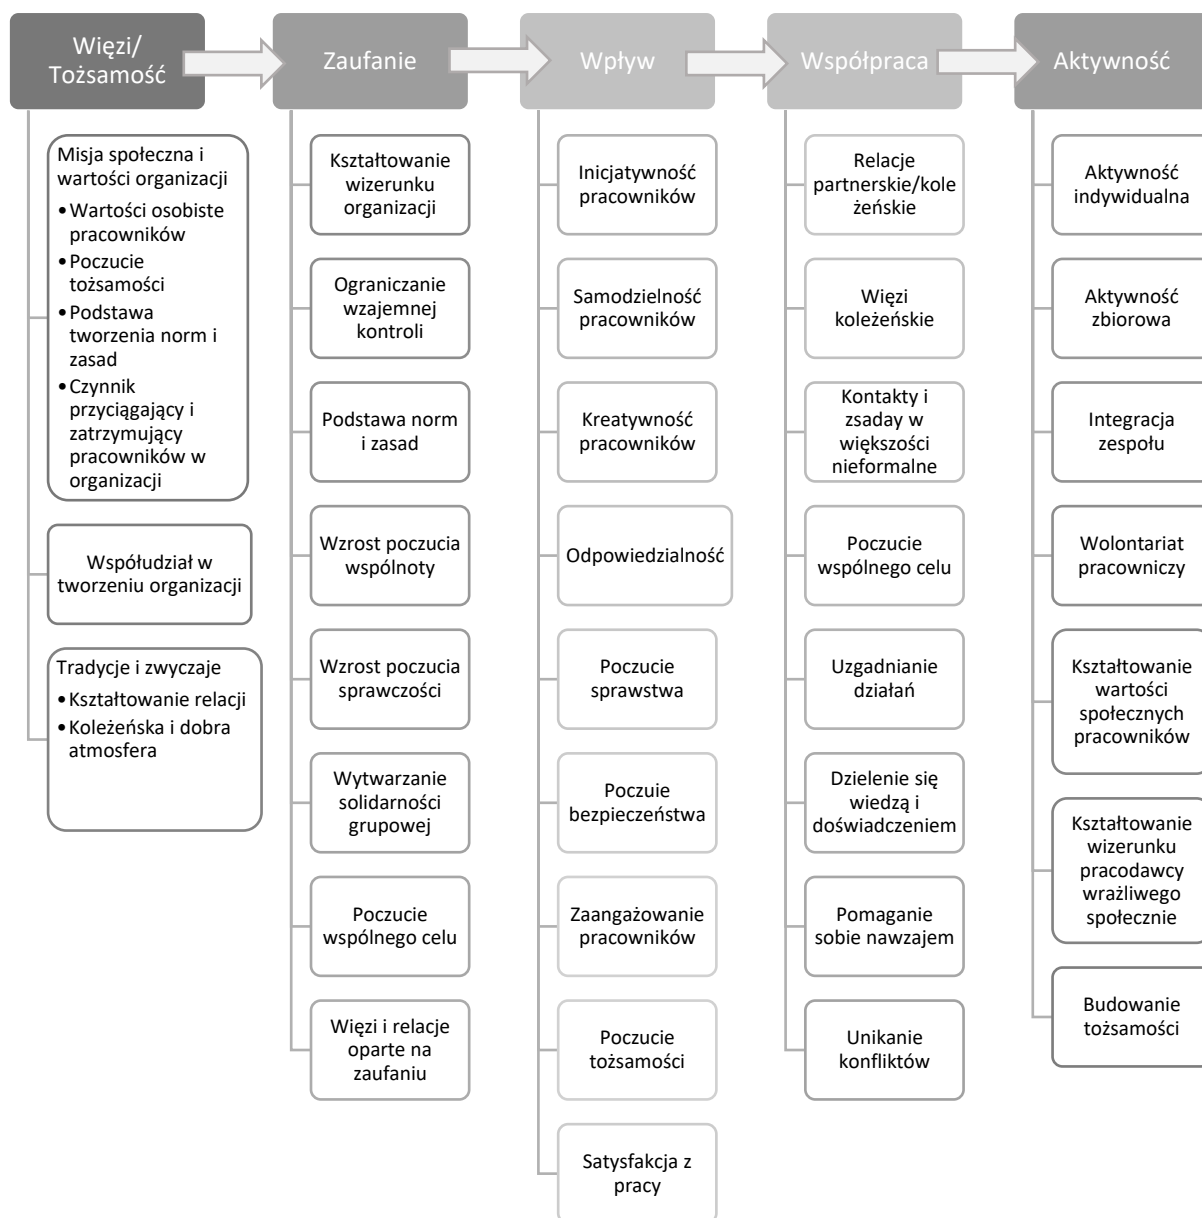 Więzi/
Tożsamość
Zaufanie
Wpływ
Współpraca
Aktywność
Misja społeczna i
wartości organizacji
•Wartości osobiste
pracowników
•Poczucie
tożsamości
•Podstawa
tworzenia norm i
zasad
•Czynnik
przyciągający i
zatrzymujący
pracowników w
organizacji
Współudział w
tworzeniu organizacji
Tradycje i zwyczaje
•Kształtowanie relacji
•Koleżeńska i dobra
atmosfera
Kształtowanie
wizerunku
organizacji
Ograniczanie
wzajemnej
kontroli
Podstawa norm
i zasad
Wzrost poczucia
wspólnoty
Wzrost poczucia
sprawczości
Wytwarzanie
solidarności
grupowej
Poczucie
wspólnego celu
Więzi i relacje
oparte na
zaufaniu
Inicjatywność
pracowników
Samodzielność
pracowników
Kreatywność
pracowników
Odpowiedzialność
Poczucie
sprawstwa
Poczuie
bezpieczeństwa
Zaangażowanie
pracowników
Poczucie
tożsamości
Satysfakcja z
pracy
Relacje
partnerskie/kole
żeńskie
Więzi
koleżeńskie
Kontakty i
zsaday w
większości
nieformalne
Poczucie
wspólnego celu
Uzgadnianie
działań
Dzielenie się
wiedzą i
doświadczeniem
Pomaganie
sobie nawzajem
Unikanie
konfliktów
Aktywność
indywidualna
Aktywność
zbiorowa
Integracja
zespołu
Wolontariat
pracowniczy
Kształtowanie
wartości
społecznych
pracowników
Kształtowanie
wizerunku
pracodawcy
wrażliwego
społecznie
Budowanie
tożsamości